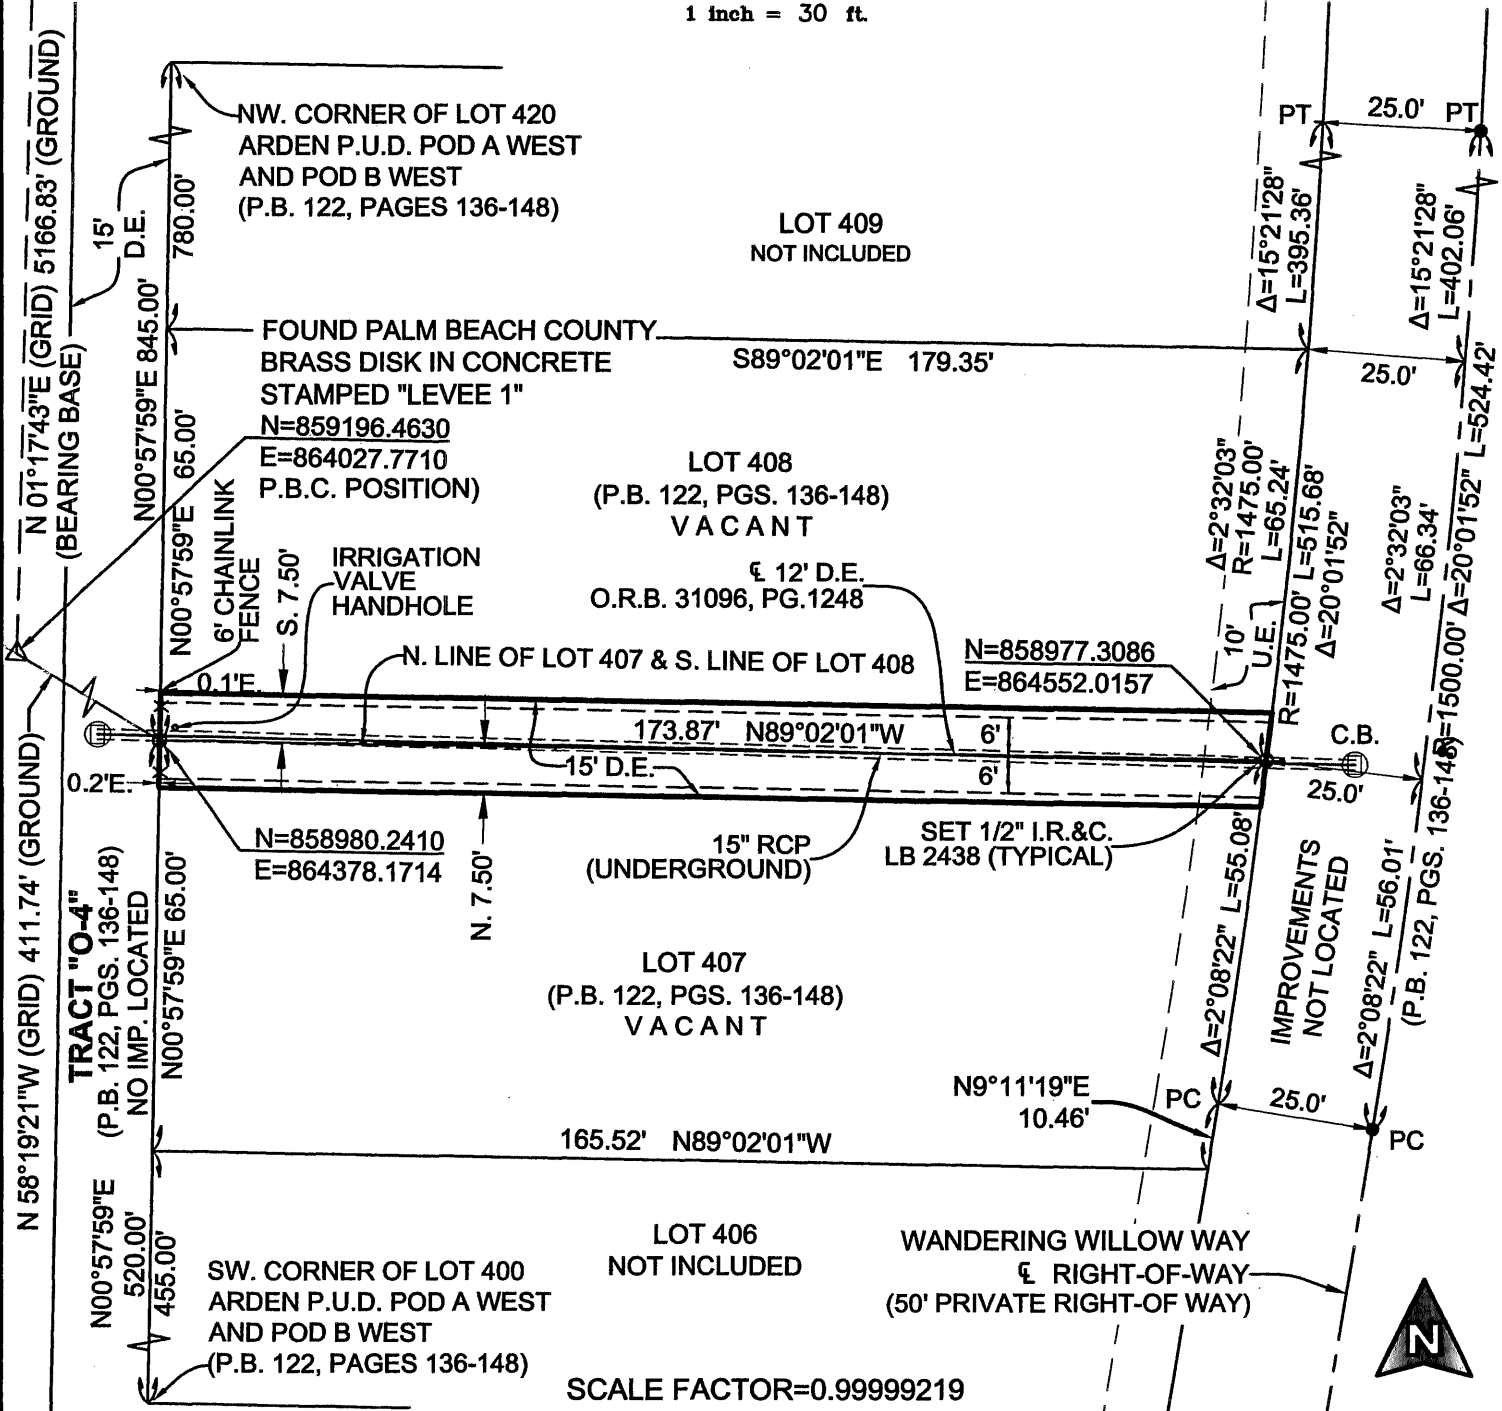 1 inch = 30 ft.
NW. CORNER OF LOT 420
ARDEN P.U.D. POD A WEST
AND POD B WEST
(P.B. 122, PAGES 136-148)
N 01°17'43"E (GRID) 5166.83' (GROUND)
(BEARING BASE)
15'
D.E.
780.00'
N00°57'59"E 845.00'
LOT 409
NOT INCLUDED
PT
25.0'
PT
Δ=15°21'28"
L=395.36'
Δ=15°21'28"
L=402.06'
FOUND PALM BEACH COUNTY
BRASS DISK IN CONCRETE
STAMPED "LEVEE 1"
N=859196.4630
E=864027.7710
P.B.C. POSITION)
S89°02'01"E 179.35'
25.0'
N00°57'59"E 65.00'
6' CHAINLINK
FENCE
S. 7.50'
IRRIGATION
VALVE
HANDHOLE
LOT 408
(P.B. 122, PGS. 136-148)
VACANT
℄ 12' D.E.
O.R.B. 31096, PG.1248
Δ=2°32'03"
R=1475.00'
L=65.24'
R=1475.00' L=515.68'
Δ=20°01'52"
Δ=2°32'03"
L=66.34'
R=1500.00' Δ=20°01'52" L=524.42'
(P.B. 122, PGS. 136-148)
10'
U.E.
N. LINE OF LOT 407 & S. LINE OF LOT 408
N=858977.3086
E=864552.0157
0.1'E.
173.87' N89°02'01"W
6'
6'
15' D.E.
C.B.
25.0'
0.2'E.
N=858980.2410
E=864378.1714
N. 7.50'
15" RCP
(UNDERGROUND)
SET 1/2" I.R.&C.
LB 2438 (TYPICAL)
N 58°19'21"W (GRID) 411.74' (GROUND)
TRACT "O-4"
(P.B. 122, PGS. 136-148)
NO IMP. LOCATED
N00°57'59"E 65.00'
LOT 407
(P.B. 122, PGS. 136-148)
VACANT
Δ=2°08'22" L=55.08'
IMPROVEMENTS
NOT LOCATED
Δ=2°08'22" L=56.01'
N9°11'19"E
10.46'
PC
25.0'
PC
165.52' N89°02'01"W
N00°57'59"E
520.00'
455.00'
LOT 406
NOT INCLUDED
WANDERING WILLOW WAY
℄ RIGHT-OF-WAY
(50' PRIVATE RIGHT-OF WAY)
SW. CORNER OF LOT 400
ARDEN P.U.D. POD A WEST
AND POD B WEST
(P.B. 122, PAGES 136-148)
SCALE FACTOR=0.99999219
N